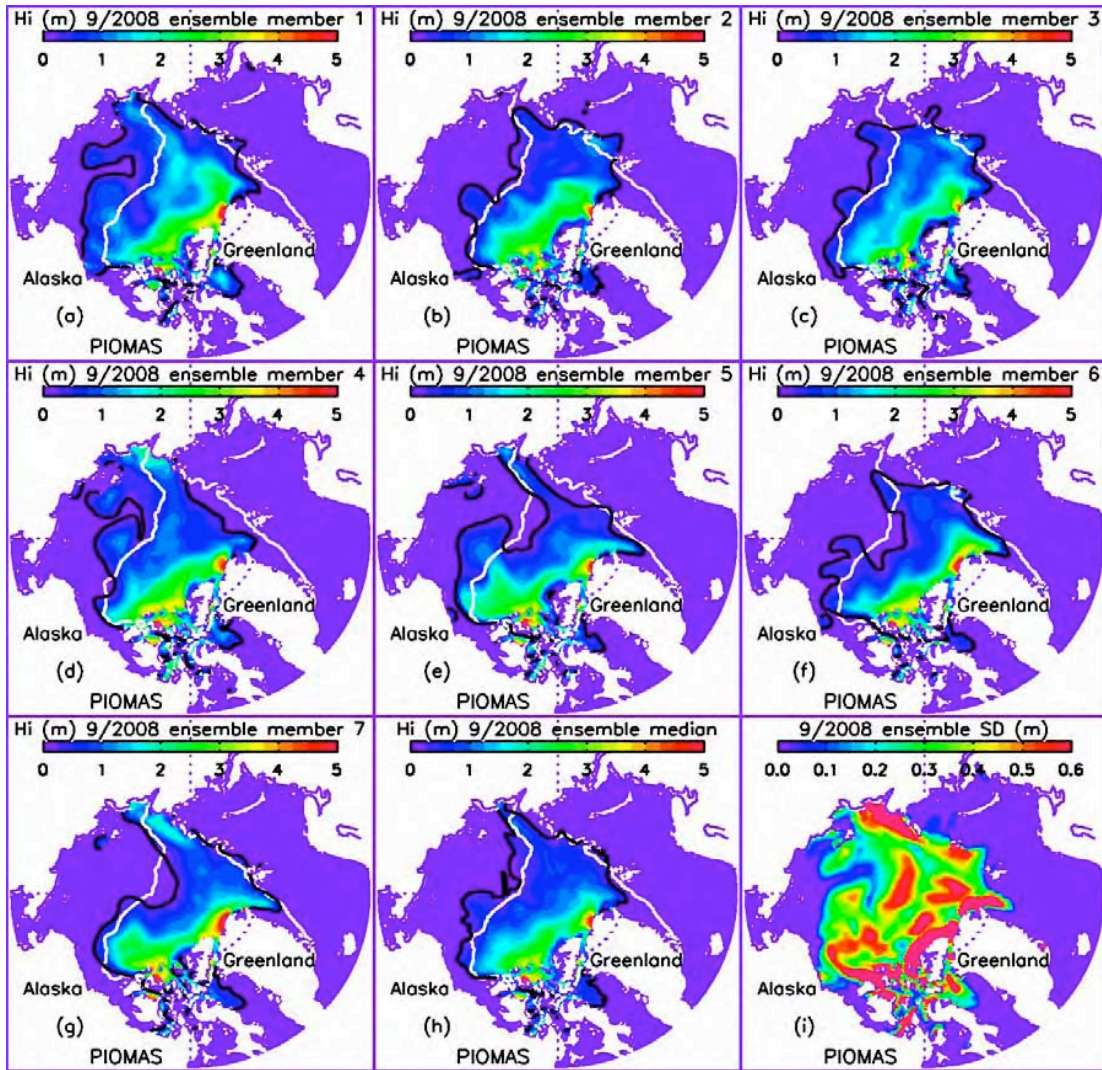 Hi (m) 9/2008 ensemble member 1
0 1 2 3 4 5
Greenland
Alaska
(a)
PIOMAS
Hi (m) 9/2008 ensemble member 2
0 1 2 3 4 5
Greenland
Alaska
(b)
PIOMAS
Hi (m) 9/2008 ensemble member 3
0 1 2 3 4 5
Greenland
Alaska
(c)
PIOMAS
Hi (m) 9/2008 ensemble member 4
0 1 2 3 4 5
Greenland
Alaska
(d)
PIOMAS
Hi (m) 9/2008 ensemble member 5
0 1 2 3 4 5
Greenland
Alaska
(e)
PIOMAS
Hi (m) 9/2008 ensemble member 6
0 1 2 3 4 5
Greenland
Alaska
(f)
PIOMAS
Hi (m) 9/2008 ensemble member 7
0 1 2 3 4 5
Greenland
Alaska
(g)
PIOMAS
Hi (m) 9/2008 ensemble median
0 1 2 3 4 5
Greenland
Alaska
(h)
PIOMAS
9/2008 ensemble SD (m)
0.0 0.1 0.2 0.3 0.4 0.5 0.6
Greenland
Alaska
(i)
PIOMAS